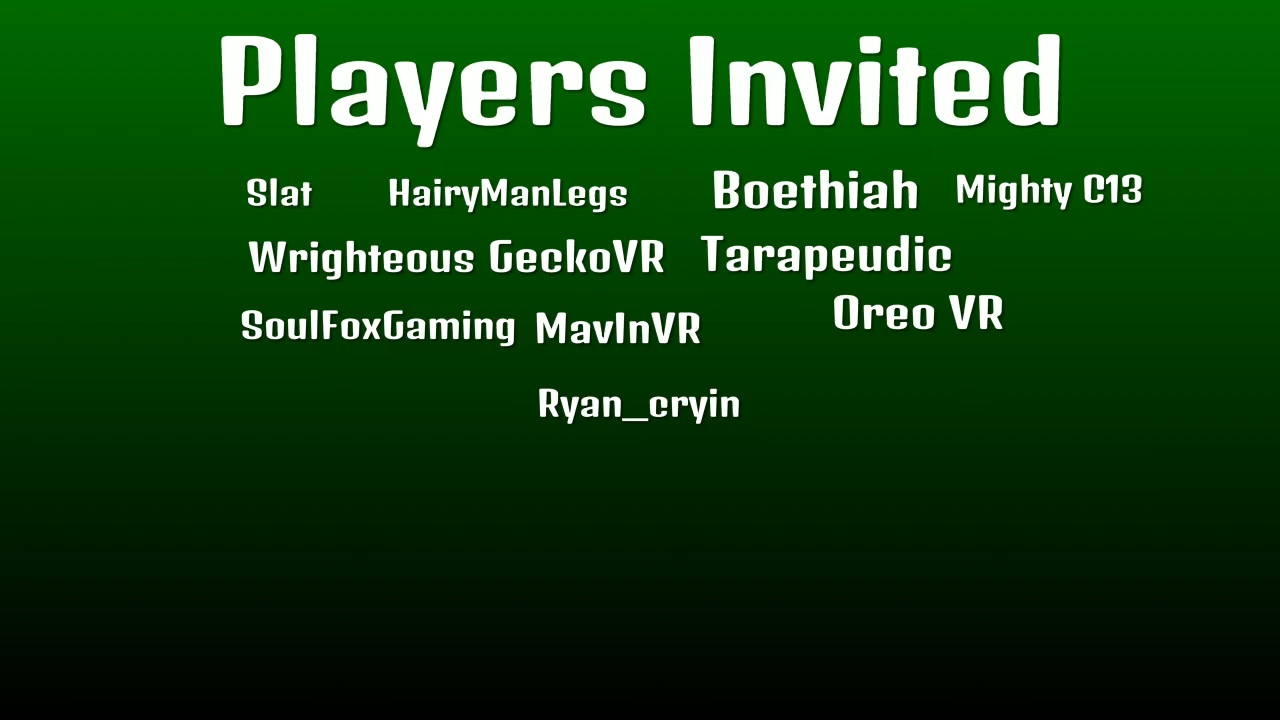 Players Invited
Slat HairyManLegs Boethiah Mighty C13
Wrighteous GeckoVR Tarapeudic
SoulFoxGaming MavInVR Oreo VR
Ryan_cryin